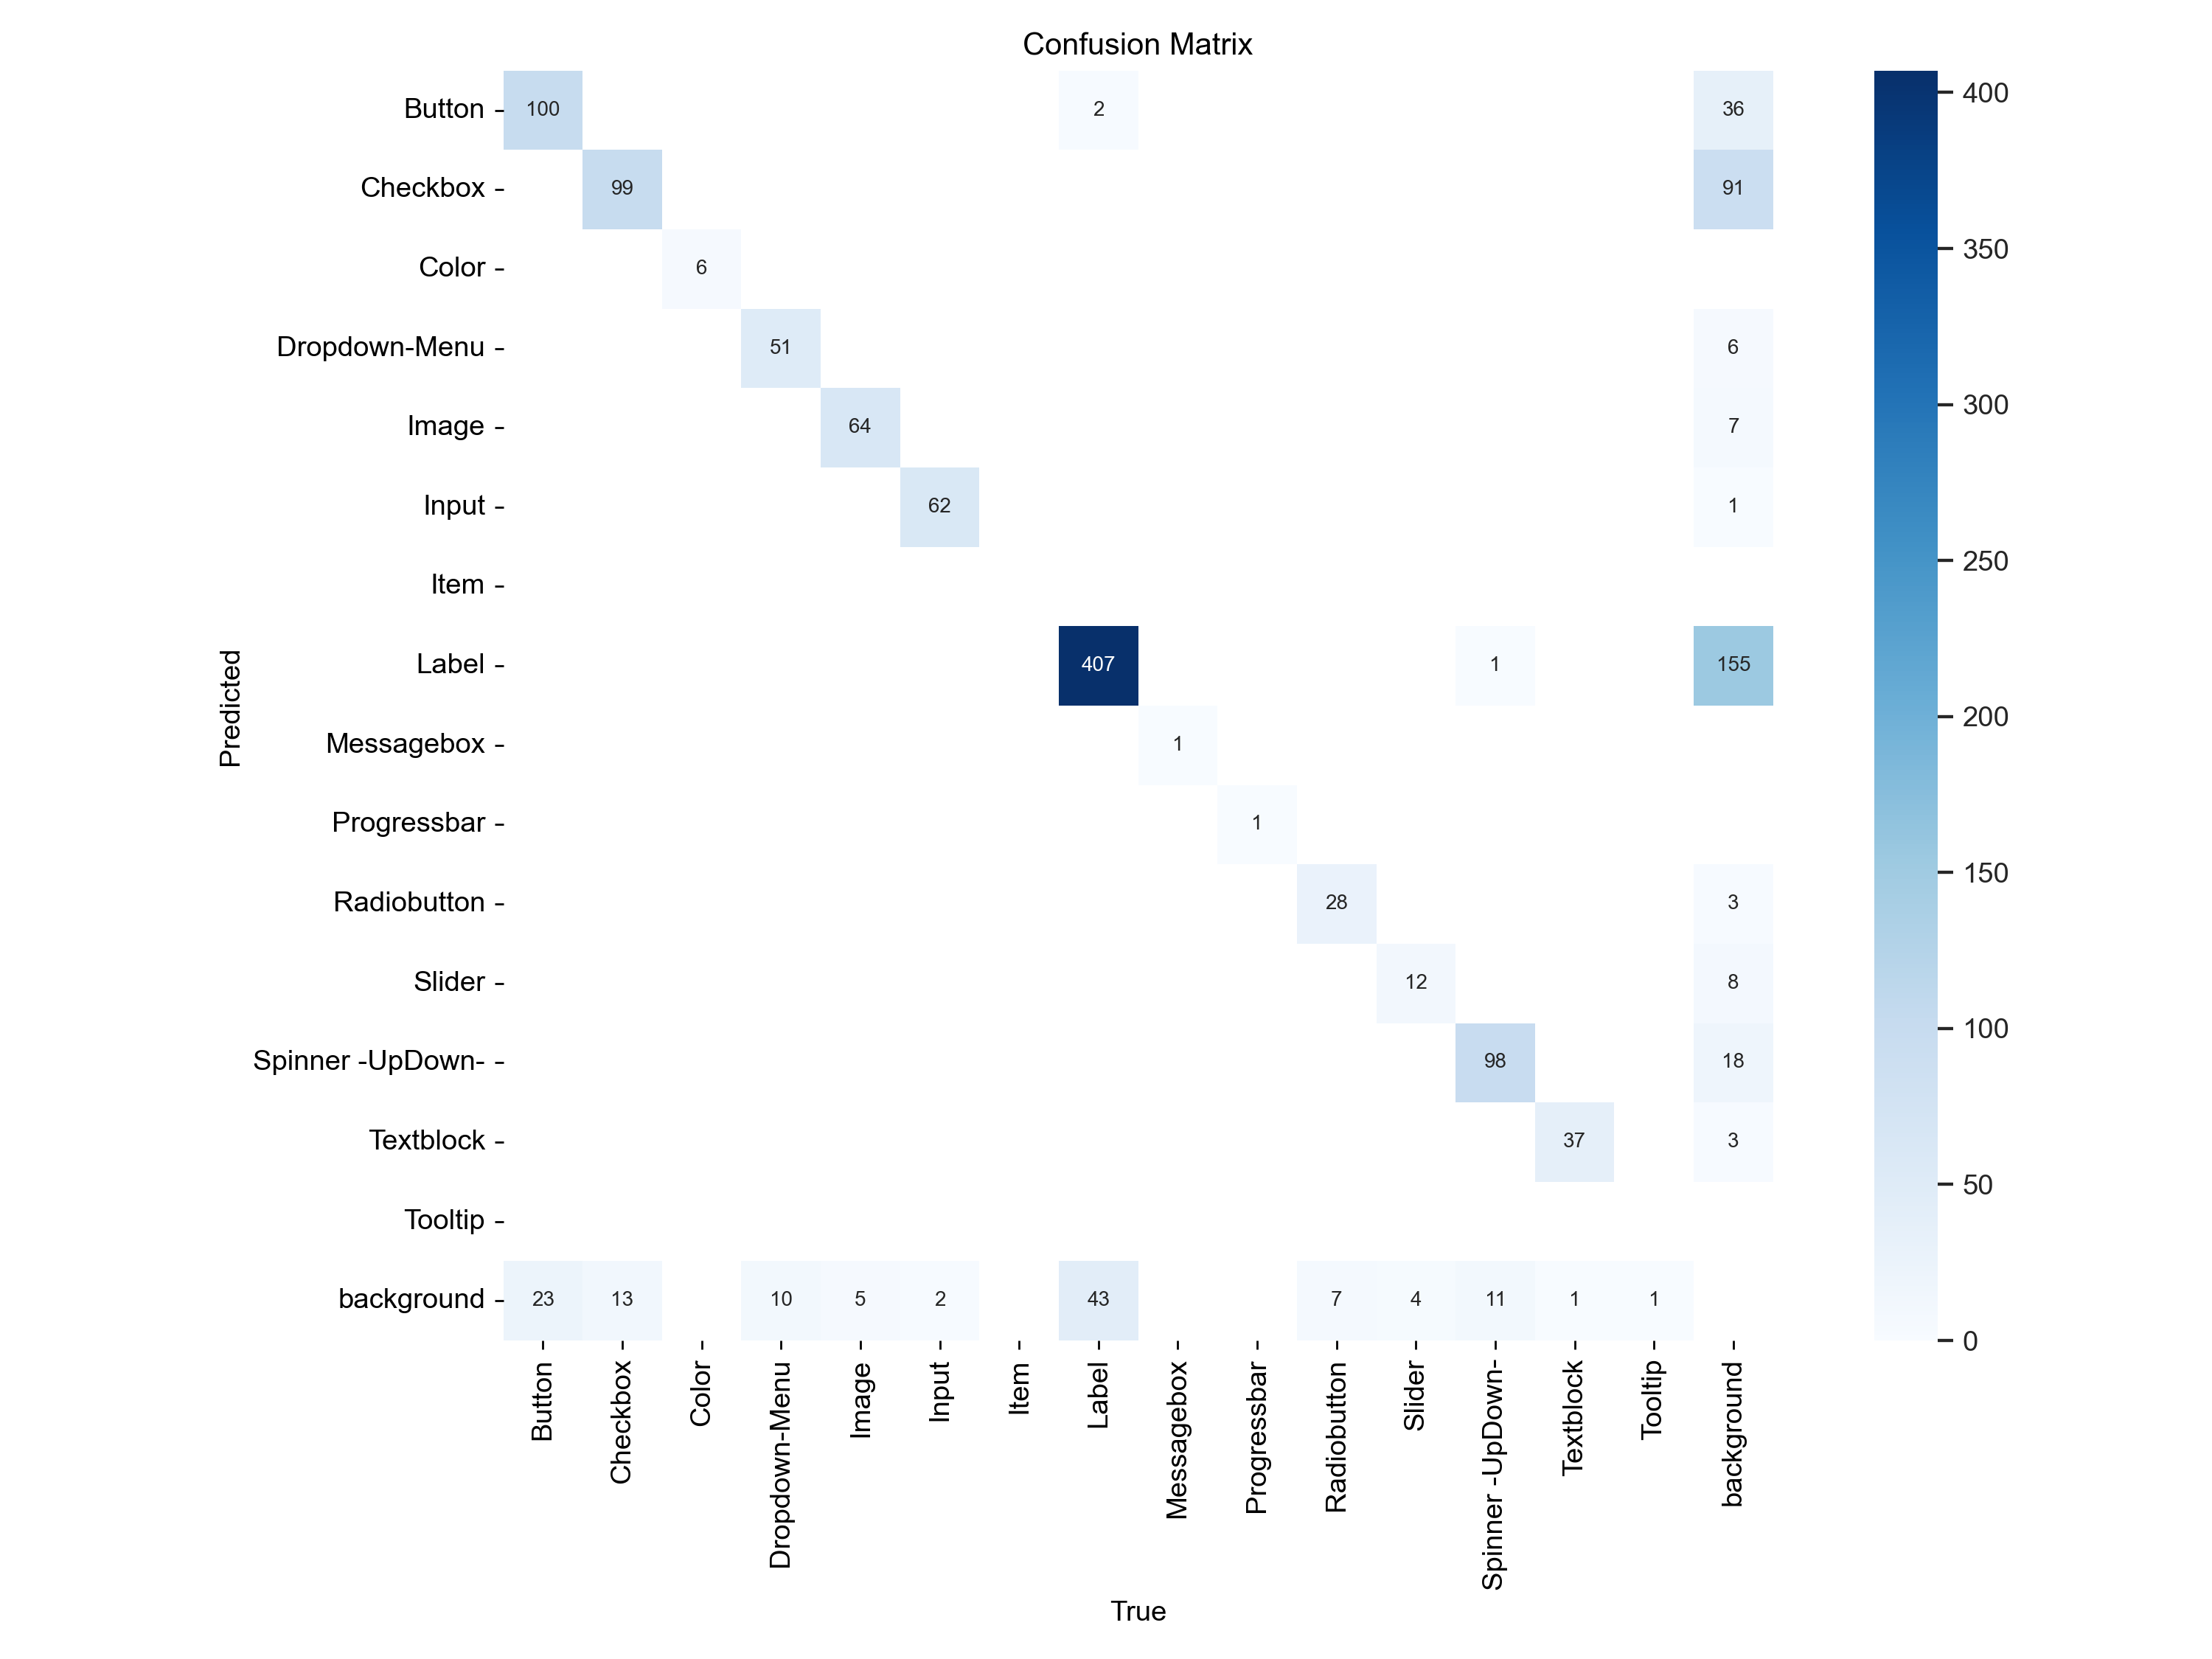 Confusion Matrix
Button 100 2 36
Checkbox 99 91
Color 6
Dropdown-Menu 51 6
Image 64 7
Input 62 1
Item
Label 407 1 155
Messagebox 1
Progressbar 1
Radiobutton 28 3
Slider 12 8
Spinner -UpDown- 98 18
Textblock 37 3
Tooltip
background 23 13 10 5 2 43 7 4 11 1 1
Predicted
Button
Checkbox
Color
Dropdown-Menu
Image
Input
Item
Label
Messagebox
Progressbar
Radiobutton
Slider
Spinner -UpDown-
Textblock
Tooltip
background
True
400
350
300
250
200
150
100
50
0